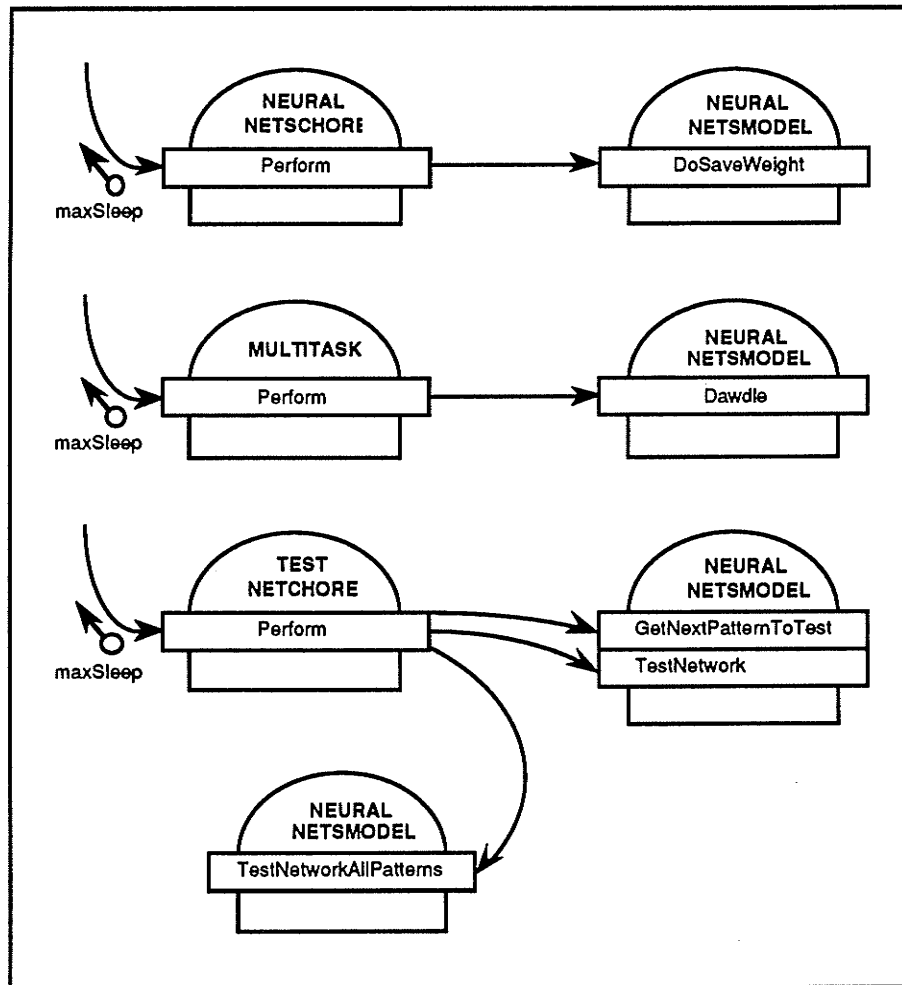 NEURAL
NETSCHORE
Perform
maxSleep
NEURAL
NETSMODEL
DoSaveWeight
MULTITASK
Perform
maxSleep
NEURAL
NETSMODEL
Dawdle
TEST
NETCHORE
Perform
maxSleep
NEURAL
NETSMODEL
GetNextPatternToTest
TestNetwork
NEURAL
NETSMODEL
TestNetworkAllPatterns